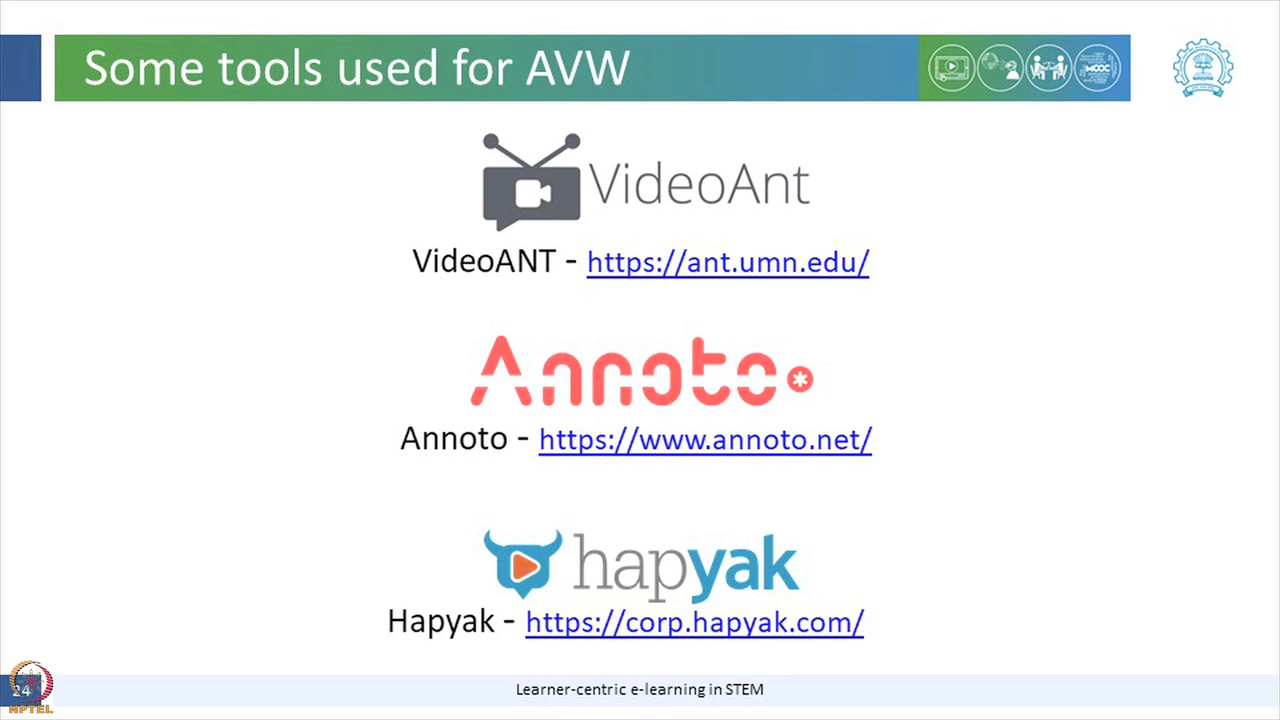 Some tools used for AVW
MOOC
VideoAnt
VideoANT - https://ant.umn.edu/
Annoto
Annoto - https://www.annoto.net/
hapyak
Hapyak - https://corp.hapyak.com/
24
NPTEL
Learner-centric e-learning in STEM